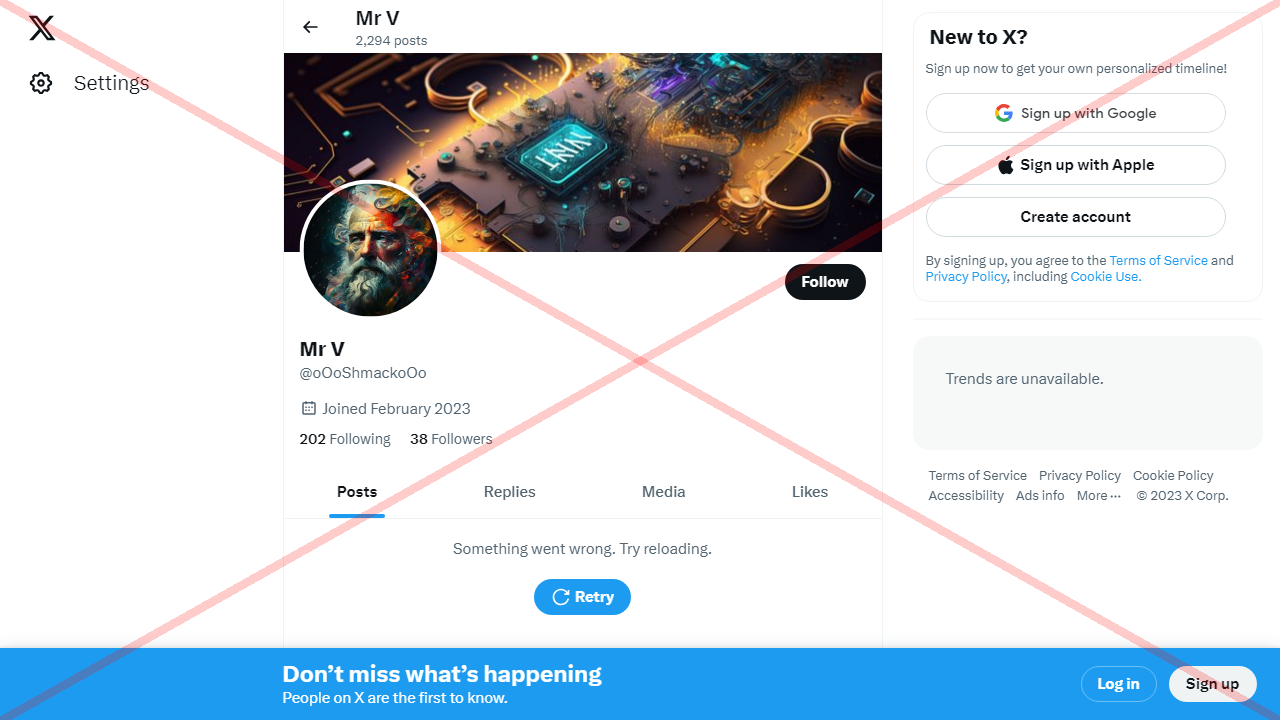 Mr V
2,294 posts
Settings
Follow
Mr V
@oOoShmackoOo
Joined February 2023
202 Following 38 Followers
Posts Replies Media Likes
Something went wrong. Try reloading.
Retry
New to X?
Sign up now to get your own personalized timeline!
Sign up with Google
Sign up with Apple
Create account
By signing up, you agree to the Terms of Service and
Privacy Policy, including Cookie Use.
Trends are unavailable.
Terms of Service Privacy Policy Cookie Policy
Accessibility Ads info More ··· © 2023 X Corp.
Don’t miss what’s happening
People on X are the first to know.
Log in Sign up